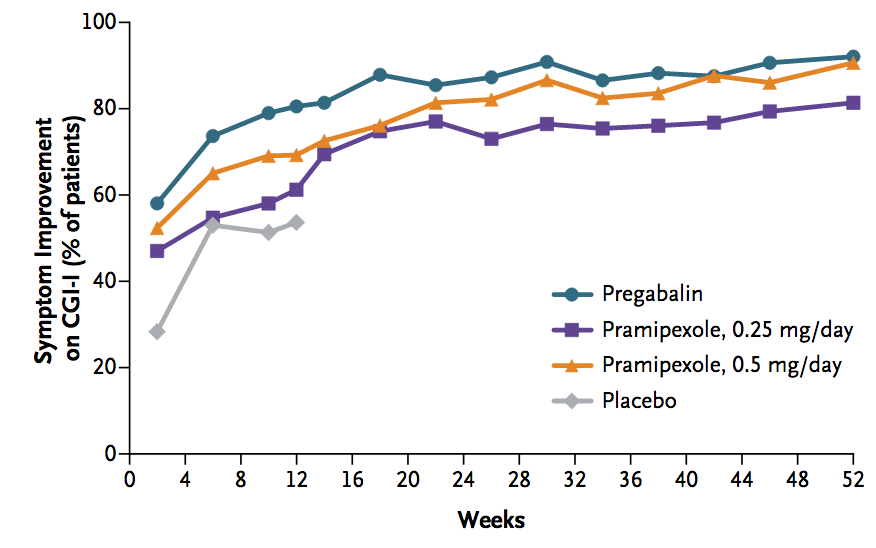 100
80
60
40
20
0
Symptom Improvement
on CGI-I (% of patients)
Pregabalin
Pramipexole, 0.25 mg/day
Pramipexole, 0.5 mg/day
Placebo
0 4 8 10 12 16 20 24 28 32 36 40 44 48 52
Weeks